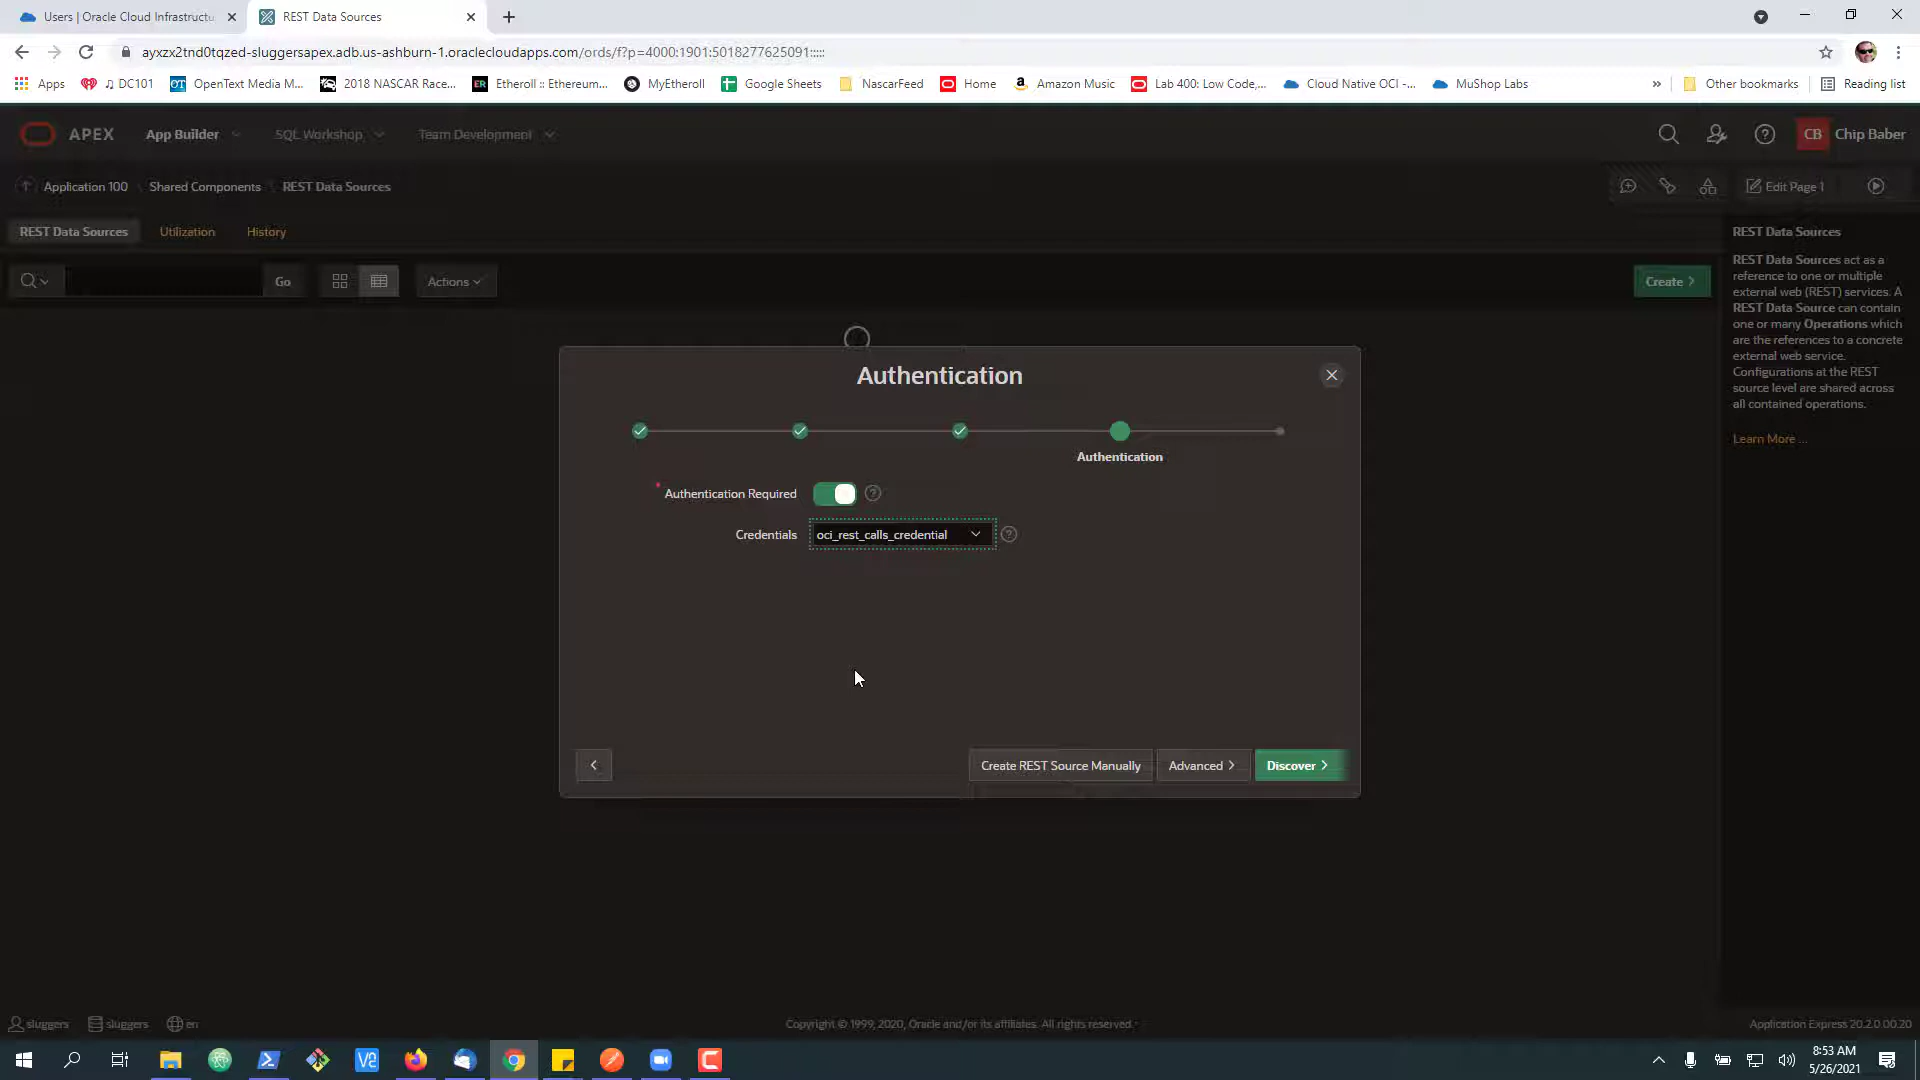 Users | Oracle Cloud Infrastructu
REST Data Sources
ayxzx2tnd0tqzed-sluggersapex.adb.us-ashburn-1.oraclecloudapps.com/ords/f?p=4000:1901:5018277625091:::::
Apps
♫ DC101
OpenText Media M...
2018 NASCAR Race...
Etheroll :: Ethereum...
MyEtheroll
Google Sheets
NascarFeed
Home
Amazon Music
Lab 400: Low Code,...
Cloud Native OCI -...
MuShop Labs
»
Other bookmarks
Reading list
APEX
App Builder
SQL Workshop
Team Development
CB
Chip Baber
Application 100
Shared Components
REST Data Sources
Edit Page 1
REST Data Sources
Utilization
History
Go
Actions
Create
REST Data Sources
REST Data Sources act as a
reference to one or multiple
external web (REST) services. A
REST Data Source can contain
one or many Operations which
are the references to a concrete
external web service.
Configurations at the REST
source level are shared across
all contained operations.
Learn More ...
Authentication
Authentication
* Authentication Required
Credentials
oci_rest_calls_credential
Create REST Source Manually
Advanced
Discover
sluggers
sluggers
en
Copyright © 1999, 2020, Oracle and/or its affiliates. All rights reserved.
Application Express 20.2.0.00.20
8:53 AM
5/26/2021